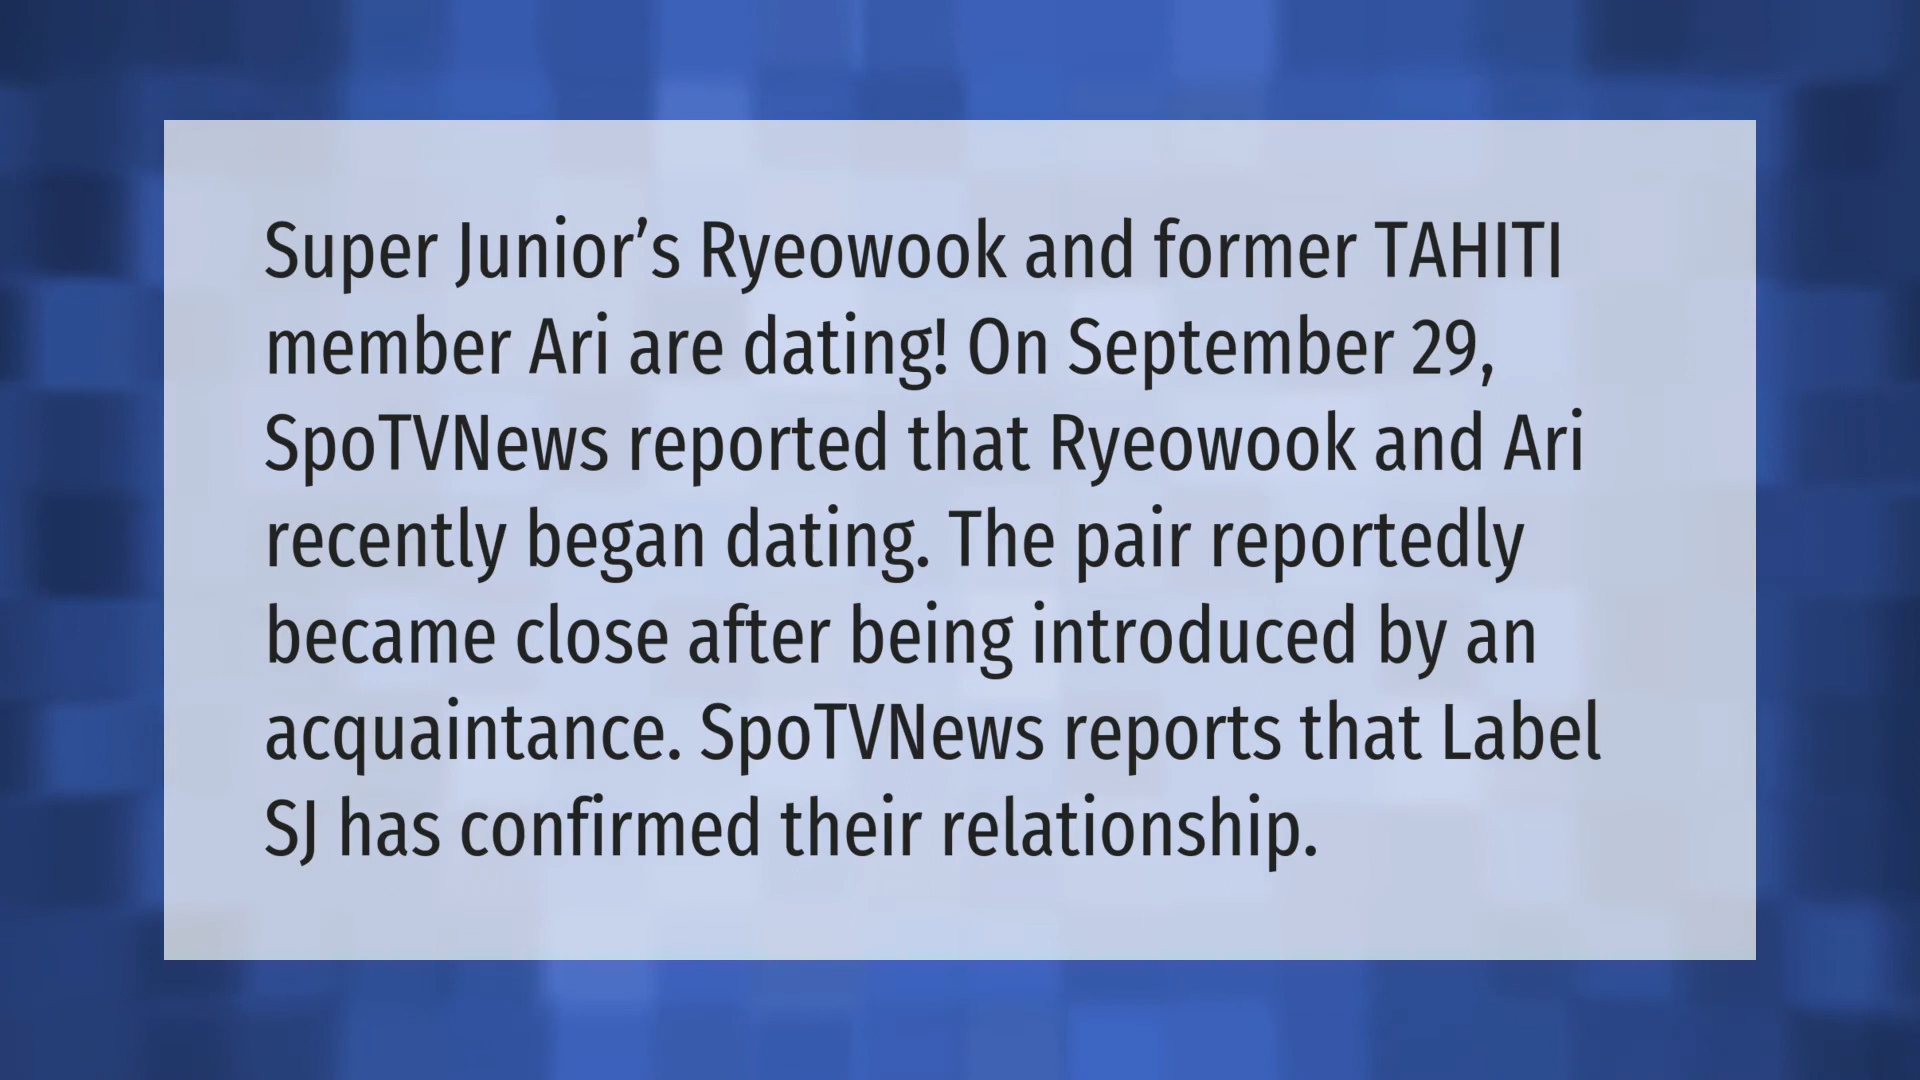 Super Junior’s Ryeowook and former TAHITI
member Ari are dating! On September 29,
SpoTVNews reported that Ryeowook and Ari
recently began dating. The pair reportedly
became close after being introduced by an
acquaintance. SpoTVNews reports that Label
SJ has confirmed their relationship.